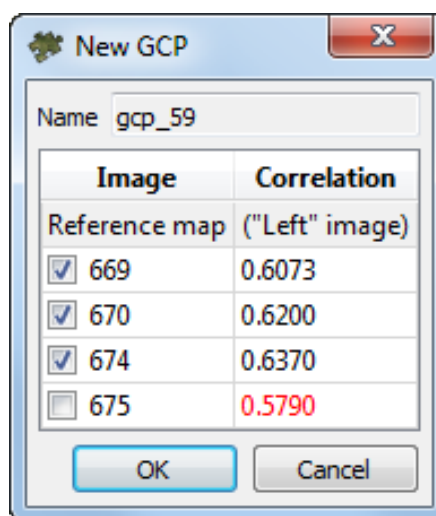 New GCP
Name gcp_59
Image Correlation
Reference map ("Left" image)
669 0.6073
670 0.6200
674 0.6370
675 0.5790
OK Cancel